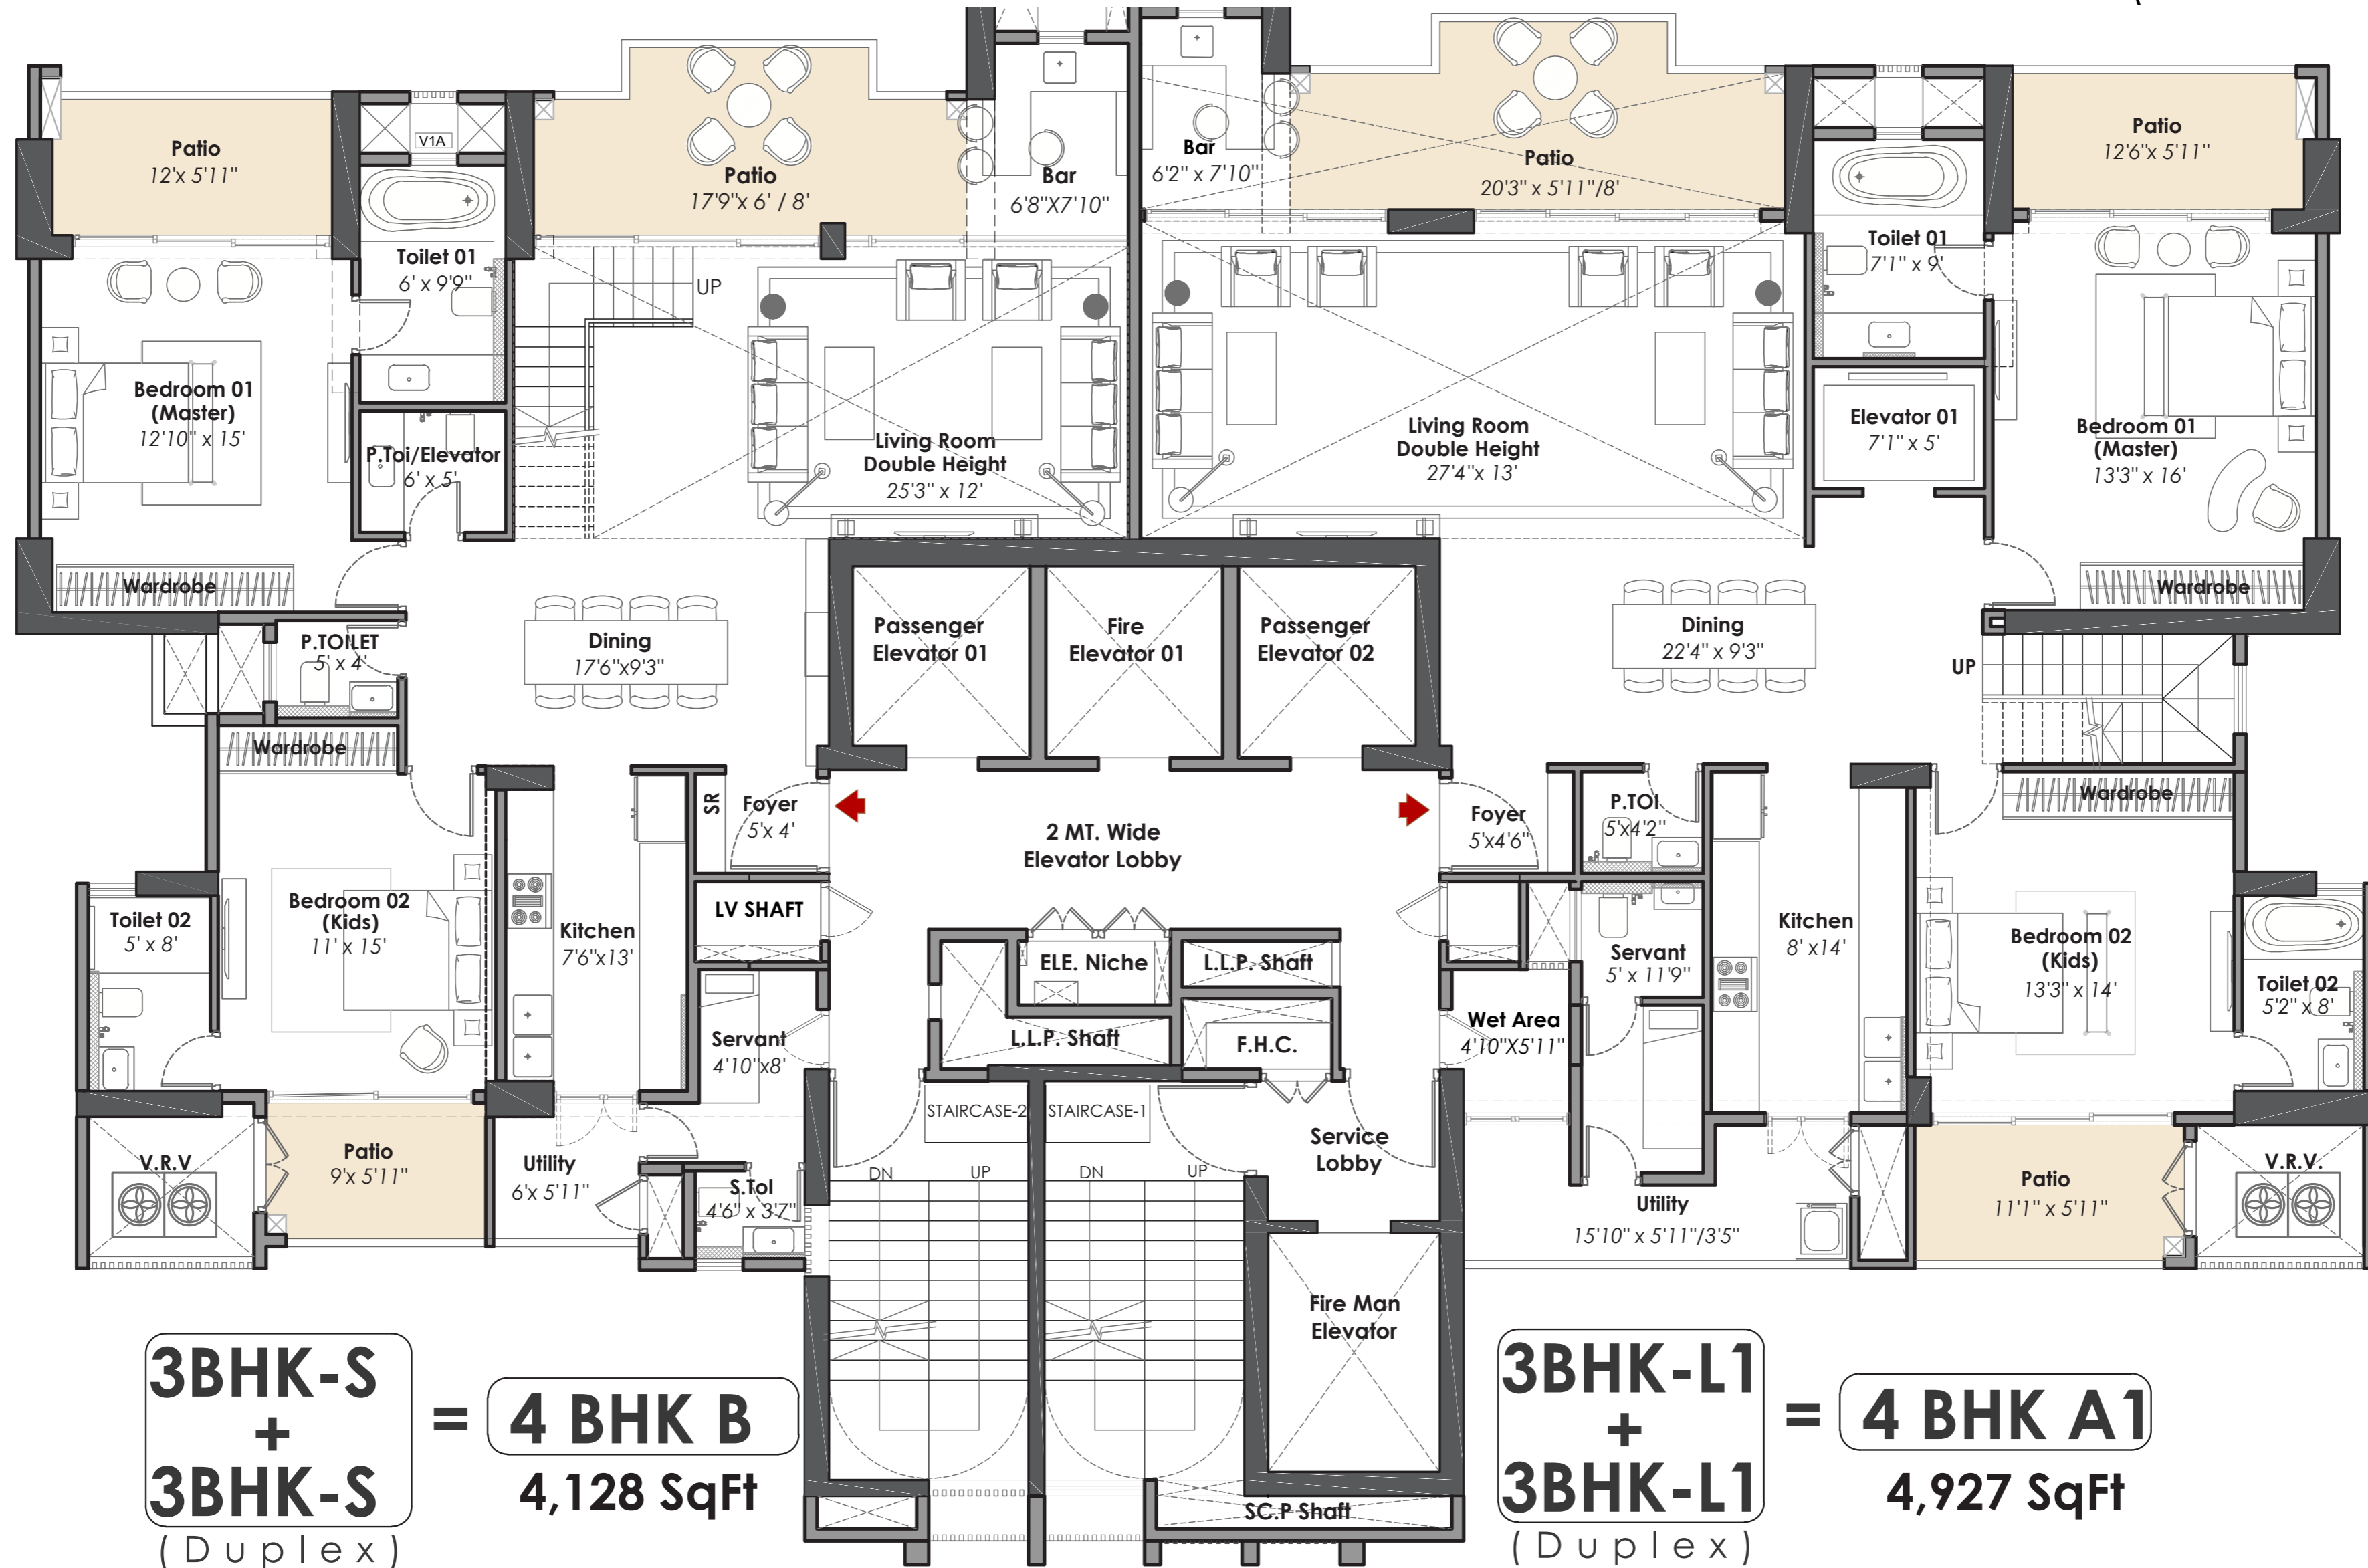 Patio
12'x 5'11"
V1A
Toilet 01
6' x 9'9"
Patio
17'9"x 6' / 8'
Bar
6'8"X7'10"
Bar
6'2" x 7'10"
Patio
20'3" x 5'11"/8'
Toilet 01
7'1" x 9'
Patio
12'6"x 5'11"
UP
Bedroom 01
(Master)
12'10" x 15'
P.Toi/Elevator
6' x 5'
Living Room
Double Height
25'3" x 12'
Living Room
Double Height
27'4"x 13'
Elevator 01
7'1" x 5'
Bedroom 01
(Master)
13'3" x 16'
Wardrobe
Wardrobe
P.TOILET
5' x 4'
Dining
17'6"x9'3"
Passenger
Elevator 01
Fire
Elevator 01
Passenger
Elevator 02
Dining
22'4" x 9'3"
UP
Wardrobe
SR
Foyer
5'x 4'
2 MT. Wide
Elevator Lobby
Foyer
5'x4'6"
P.TOI
5'x4'2"
Wardrobe
Toilet 02
5' x 8'
Bedroom 02
(Kids)
11' x 15'
Kitchen
7'6"x13'
LV SHAFT
ELE. Niche
L.L.P. Shaft
Servant
5' x 11'9"
Kitchen
8' x14'
Bedroom 02
(Kids)
13'3" x 14'
Toilet 02
5'2" x 8'
Servant
4'10"x8'
L.L.P. Shaft
F.H.C.
Wet Area
4'10"X5'11"
STAIRCASE-2
STAIRCASE-1
Service
Lobby
V.R.V
Patio
9'x 5'11"
Utility
6'x 5'11"
S.ToI
4'6" x 3'7"
DN
UP
DN
UP
Utility
15'10" x 5'11"/3'5"
Patio
11'1" x 5'11"
V.R.V.
Fire Man
Elevator
SC.P Shaft
3BHK-S
+
3BHK-S
(Duplex)
= 4 BHK B
4,128 SqFt
3BHK-L1
+
3BHK-L1
(Duplex)
= 4 BHK A1
4,927 SqFt